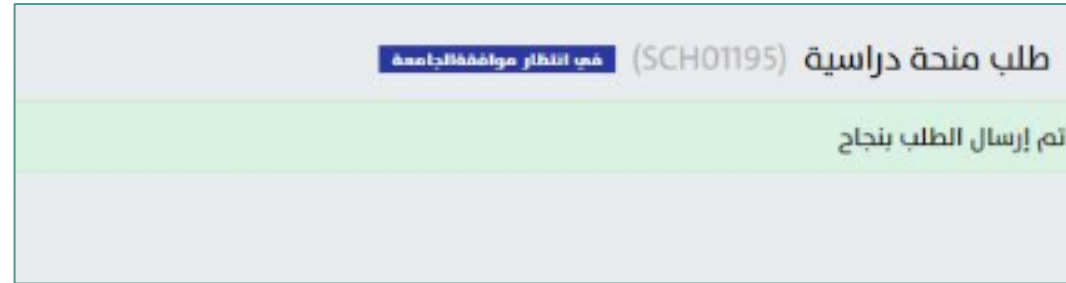 طلب منحة دراسية (SCH01195) في انتظار موافقةالجامعة
تم إرسال الطلب بنجاح